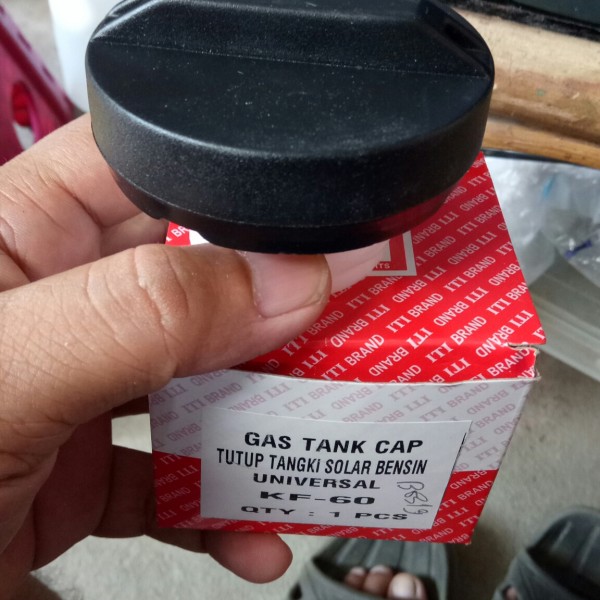 PARTS
ITI BRAND ITI BRAND ITI BRAND
GAS TANK CAP
TUTUP TANGKI SOLAR BENSIN
UNIVERSAL
KF-60
QTY : 1 PCS